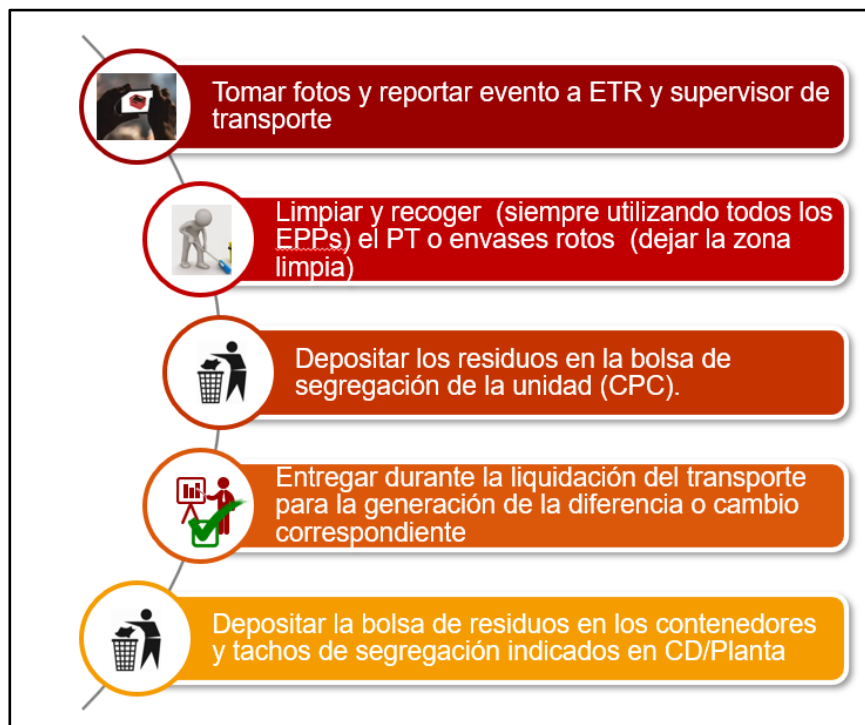 Tomar fotos y reportar evento a ETR y supervisor de
transporte
Limpiar y recoger (siempre utilizando todos los
EPPs) el PT o envases rotos (dejar la zona
limpia)
Depositar los residuos en la bolsa de
segregación de la unidad (CPC).
Entregar durante la liquidación del transporte
para la generación de la diferencia o cambio
correspondiente
Depositar la bolsa de residuos en los contenedores
y tachos de segregación indicados en CD/Planta